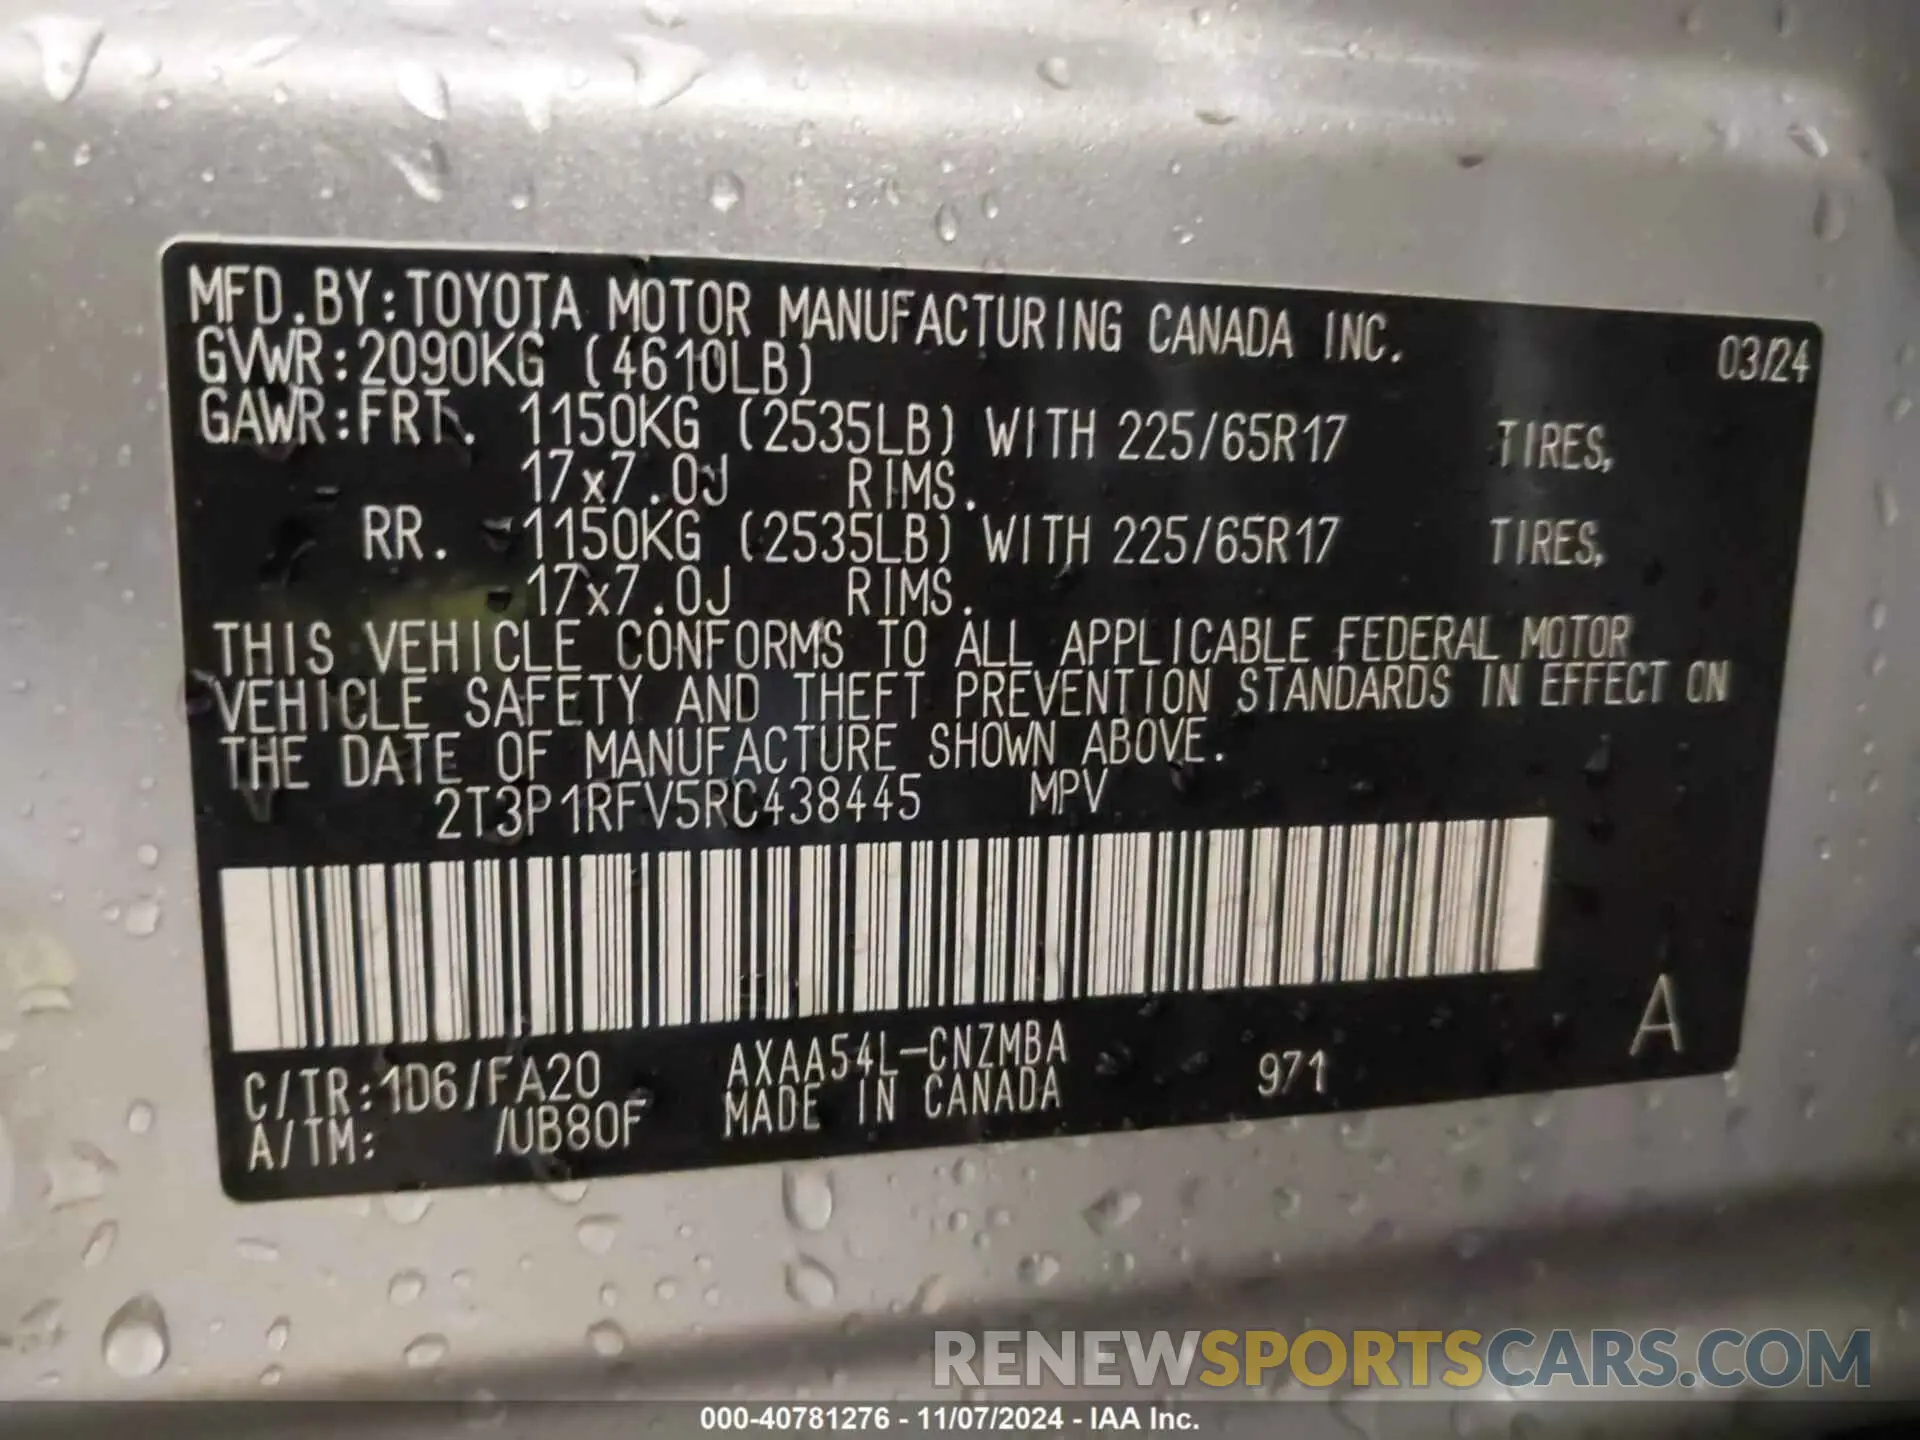 MFD. BY: TOYOTA MOTOR MANUFACTURING CANADA INC. 03/24
GVWR: 2090KG (4610LB)
GAWR: FRT. 1150KG (2535LB) WITH 225/65R17 TIRES,
17x7.0J RIMS.
RR. 1150KG (2535LB) WITH 225/65R17 TIRES,
17x7.0J RIMS.
THIS VEHICLE CONFORMS TO ALL APPLICABLE FEDERAL MOTOR
VEHICLE SAFETY AND THEFT PREVENTION STANDARDS IN EFFECT ON
THE DATE OF MANUFACTURE SHOWN ABOVE.
2T3P1RFV5RC438445 MPV
A
C/TR: 1D6/FA20 AXAA54L-CNZMBA 971
A/TM: /UB80F MADE IN CANADA
RENEWSPORTSCARS.COM
000-40781276 - 11/07/2024 - IAA Inc.